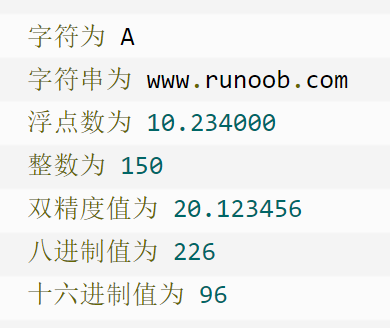 字符为 A
字符串为 www.runoob.com
浮点数为 10.234000
整数为 150
双精度值为 20.123456
八进制值为 226
十六进制值为 96